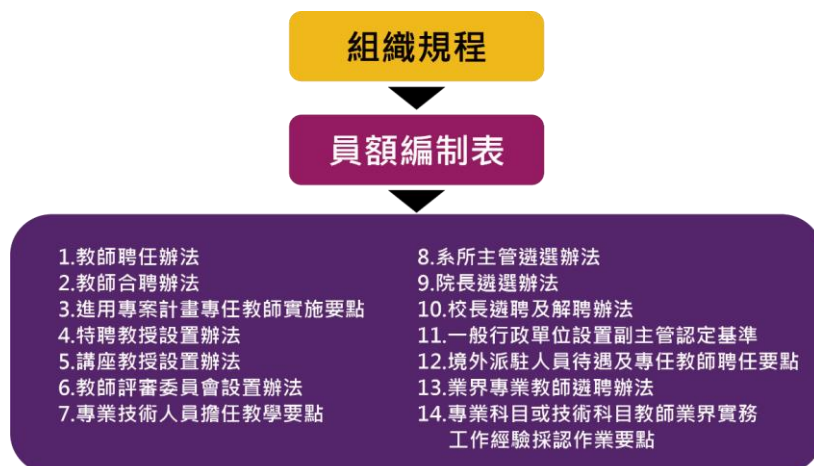 組織規程
員額編制表
1.教師聘任辦法
2.教師合聘辦法
3.進用專案計畫專任教師實施要點
4.特聘教授設置辦法
5.講座教授設置辦法
6.教師評審委員會設置辦法
7.專業技術人員擔任教學要點
8.系所主管遴選辦法
9.院長遴選辦法
10.校長遴聘及解聘辦法
11.一般行政單位設置副主管認定基準
12.境外派駐人員待遇及專任教師聘任要點
13.業界專業教師遴聘辦法
14.專業科目或技術科目教師業界實務
工作經驗採認作業要點